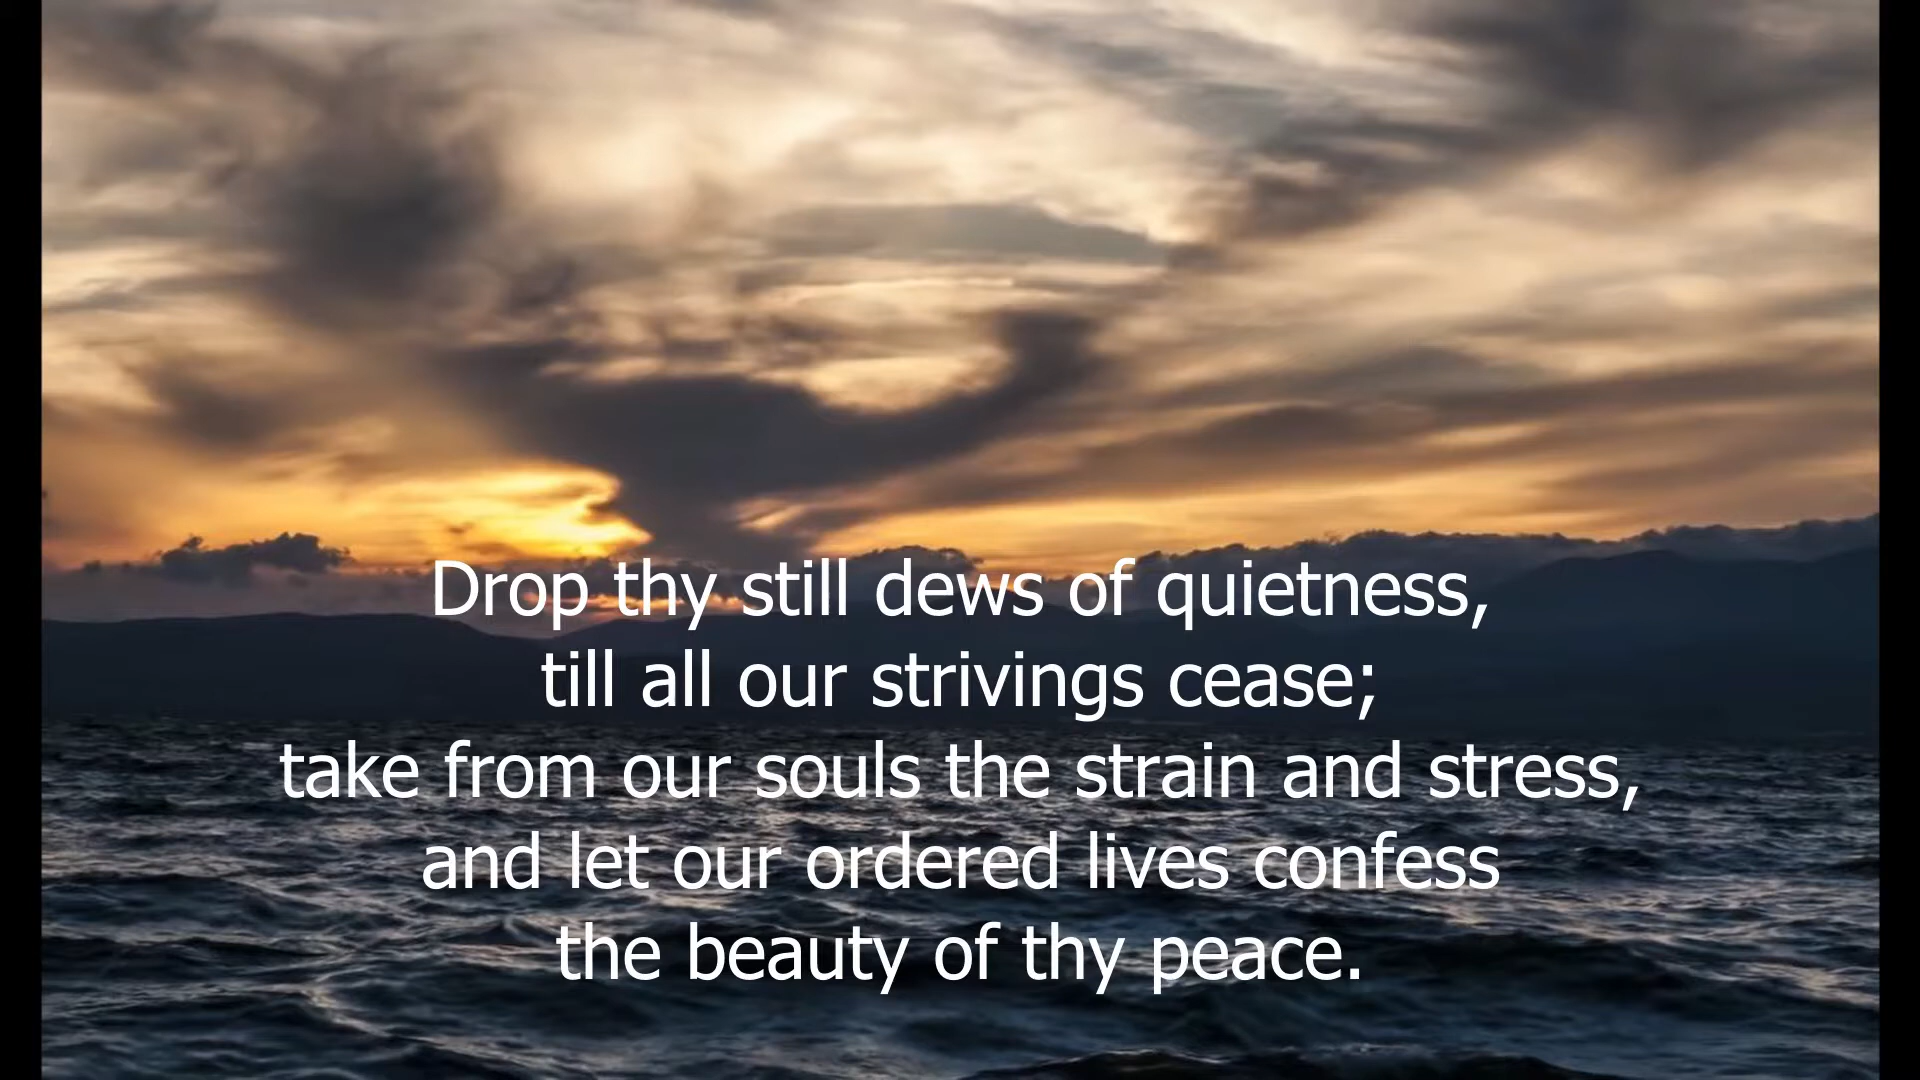 Drop thy still dews of quietness,
till all our strivings cease;
take from our souls the strain and stress,
and let our ordered lives confess
the beauty of thy peace.